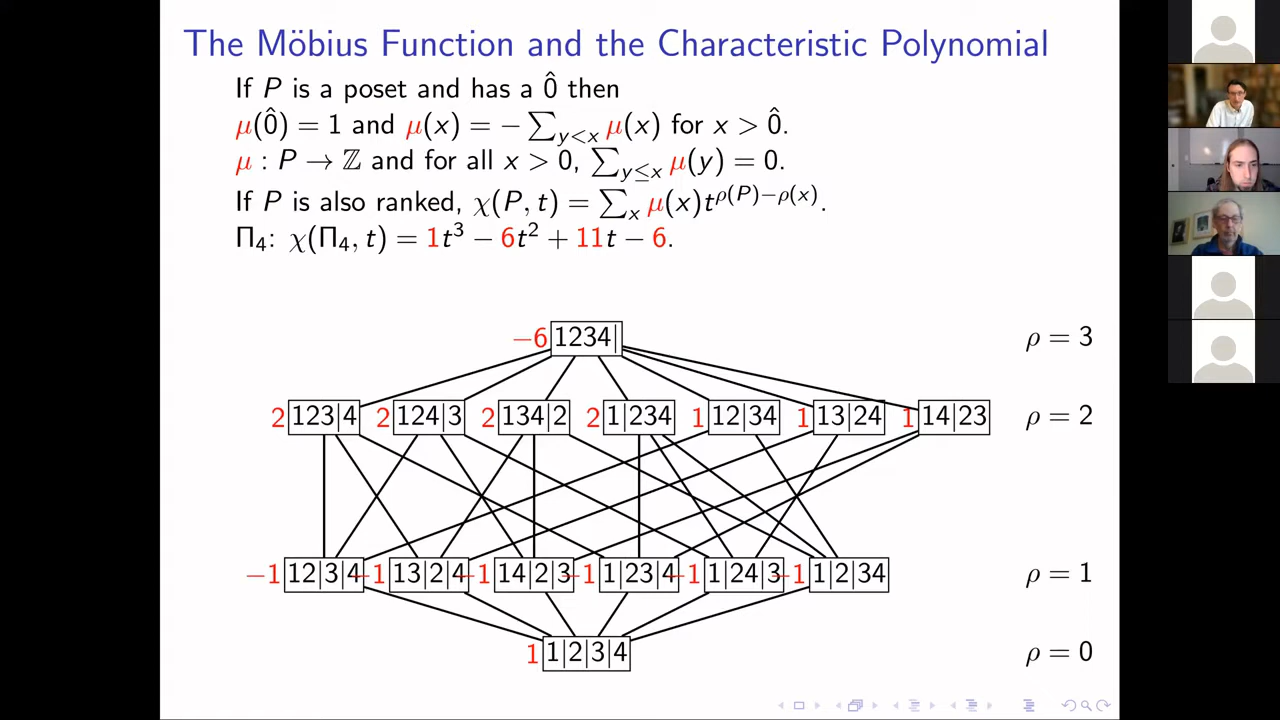 The Möbius Function and the Characteristic Polynomial
If P is a poset and has a 0̂ then
μ(0̂) = 1 and μ(x) = −∑_{y<x} μ(x) for x > 0̂.
μ : P → ℤ and for all x > 0, ∑_{y≤x} μ(y) = 0.
If P is also ranked, χ(P, t) = ∑_x μ(x)t^{ρ(P)−ρ(x)}.
Π₄: χ(Π₄, t) = 1t³ − 6t² + 11t − 6.
−6 1234| ρ = 3
2 123|4 2 124|3 2 134|2 2 1|234 1 12|34 1 13|24 1 14|23 ρ = 2
−1 12|3|4 −1 13|2|4 −1 14|2|3 −1 1|23|4 −1 1|24|3 −1 1|2|34 ρ = 1
1 1|2|3|4 ρ = 0